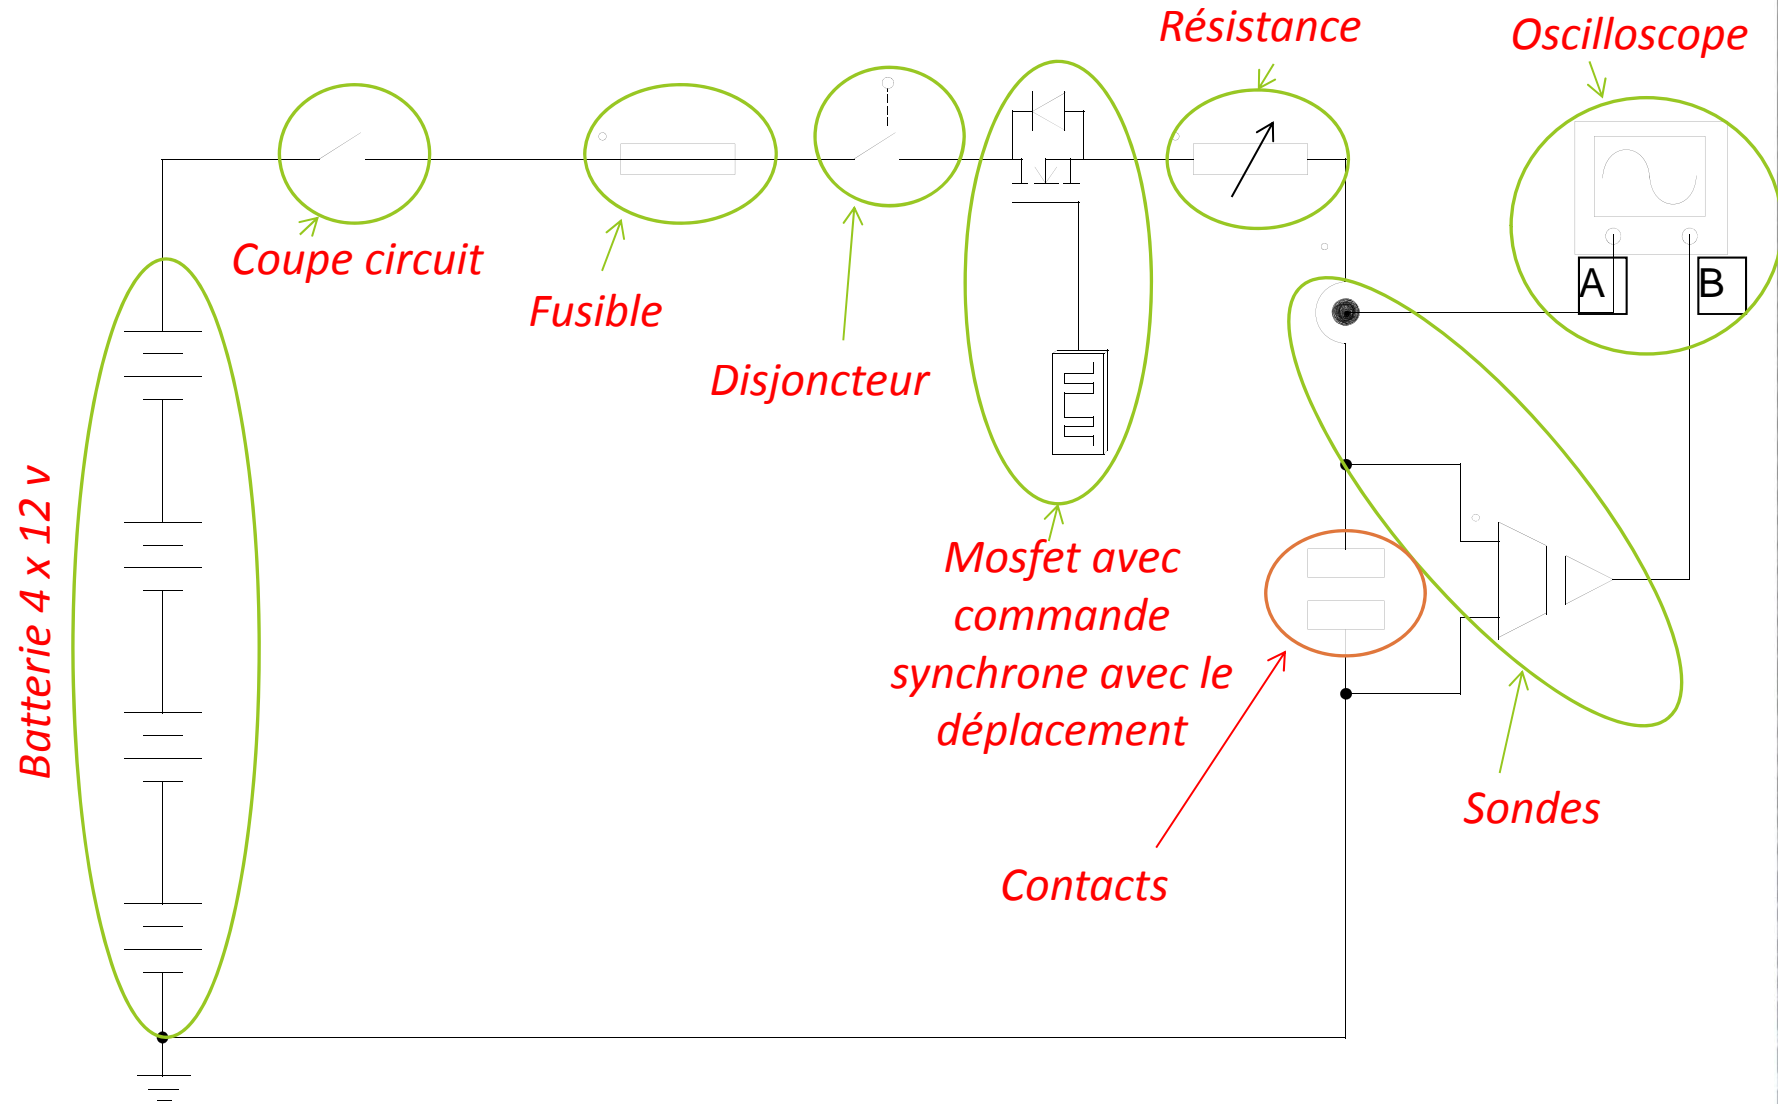 Résistance
Oscilloscope
Coupe circuit
Fusible
Disjoncteur
A
B
Batterie 4 x 12 v
Mosfet avec
commande
synchrone avec le
déplacement
Sondes
Contacts